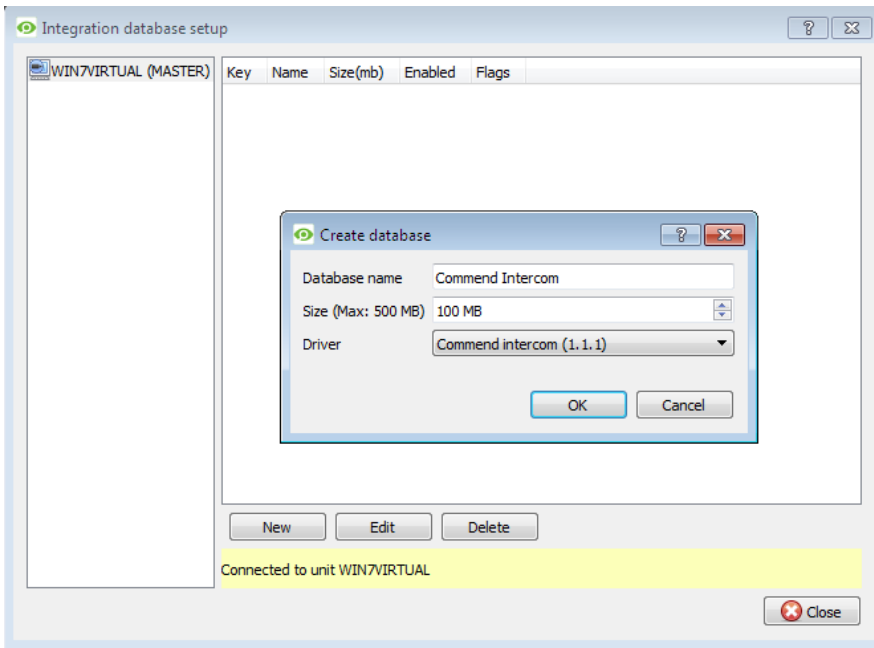 Integration database setup
WIN7VIRTUAL (MASTER)
Key Name Size(mb) Enabled Flags
Create database
Database name Commend Intercom
Size (Max: 500 MB) 100 MB
Driver Commend intercom (1.1.1)
OK Cancel
New Edit Delete
Connected to unit WIN7VIRTUAL
Close